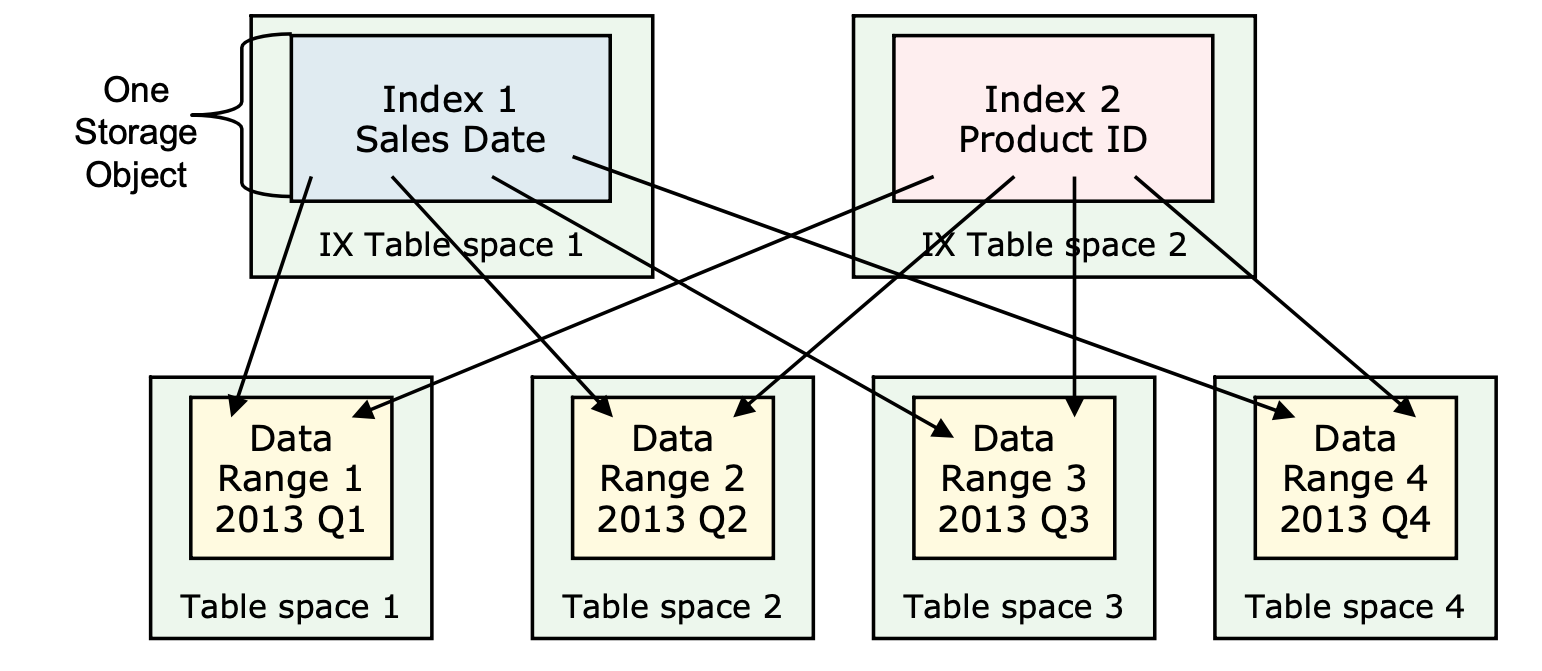 One
Storage
Object
Index 1
Sales Date
IX Table space 1
Index 2
Product ID
IX Table space 2
Data
Range 1
2013 Q1
Table space 1
Data
Range 2
2013 Q2
Table space 2
Data
Range 3
2013 Q3
Table space 3
Data
Range 4
2013 Q4
Table space 4